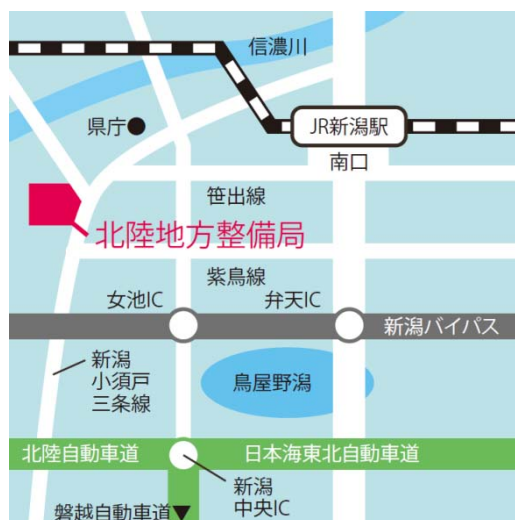 信濃川
県庁
JR新潟駅
南口
笹出線
北陸地方整備局
紫鳥線
女池IC
弁天IC
新潟バイパス
新潟
小須戸
三条線
鳥屋野潟
北陸自動車道
日本海東北自動車道
新潟
中央IC
磐越自動車道▼